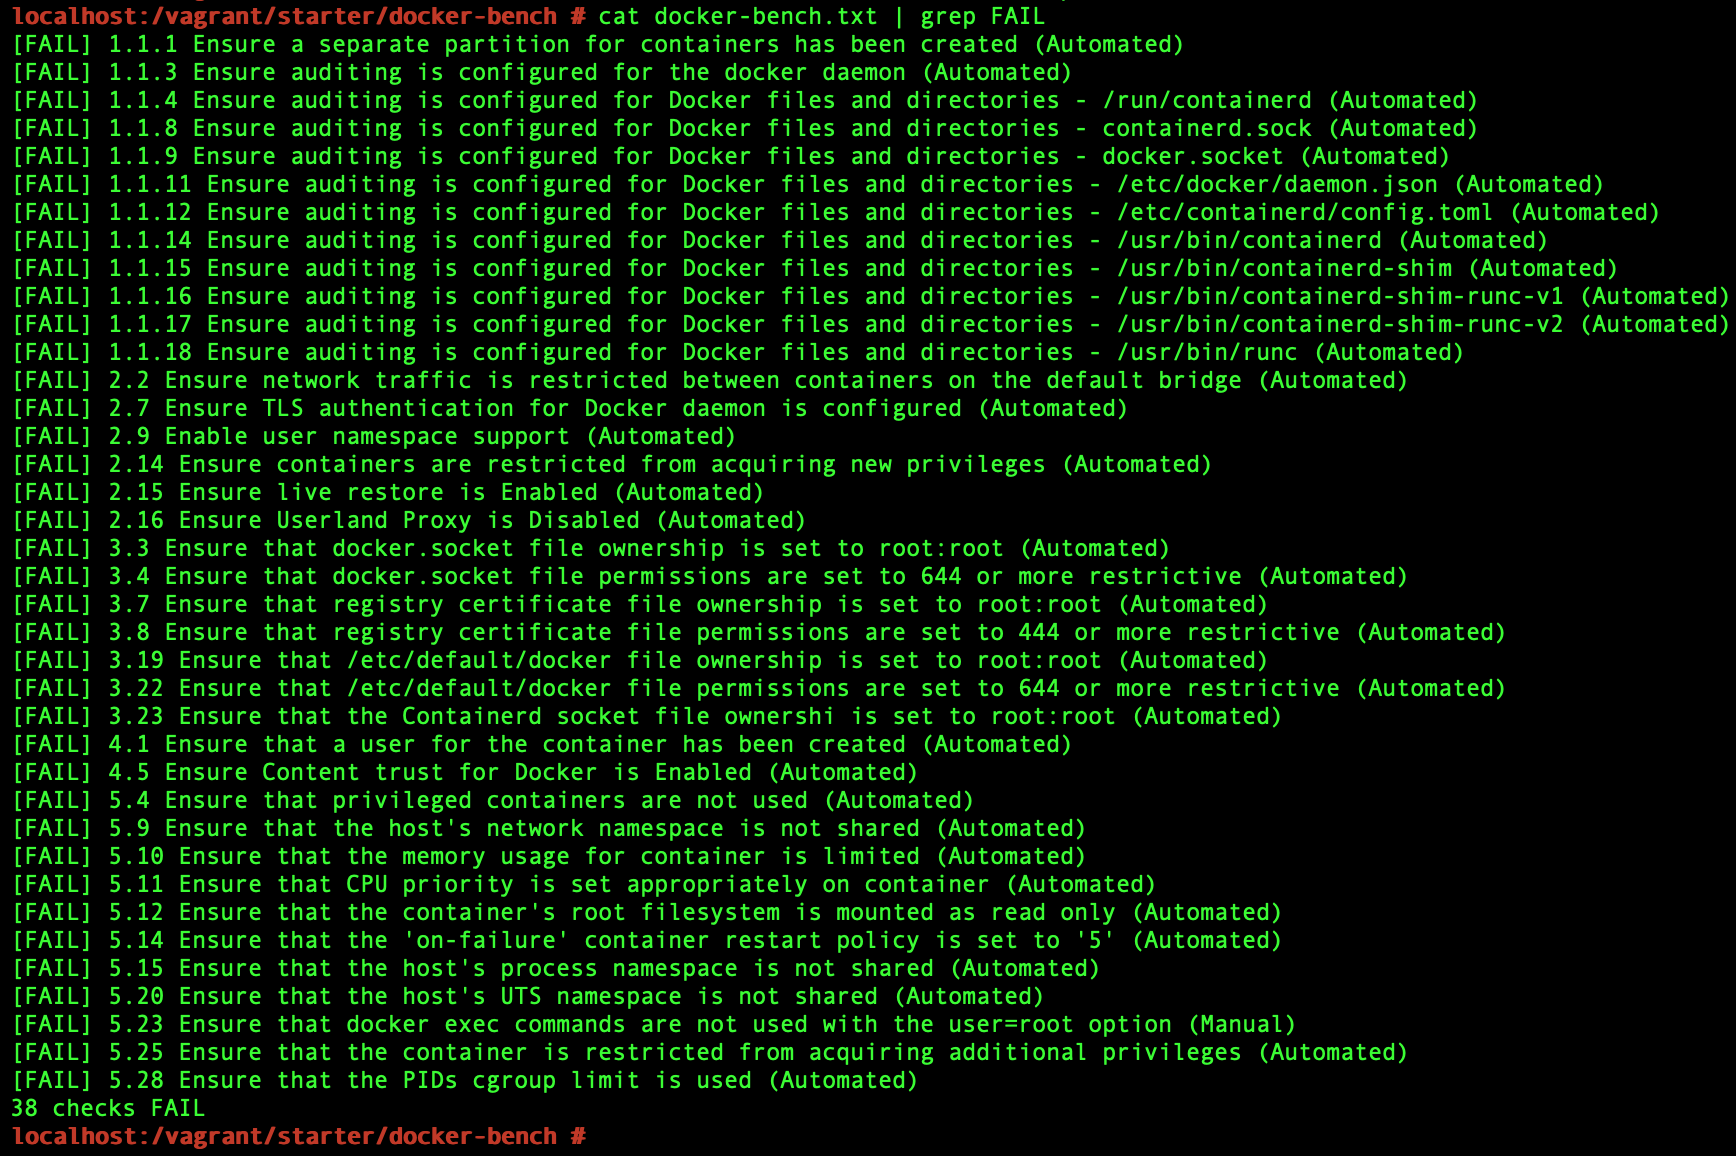 localhost:/vagrant/starter/docker-bench # cat docker-bench.txt | grep FAIL
[FAIL] 1.1.1 Ensure a separate partition for containers has been created (Automated)
[FAIL] 1.1.3 Ensure auditing is configured for the docker daemon (Automated)
[FAIL] 1.1.4 Ensure auditing is configured for Docker files and directories - /run/containerd (Automated)
[FAIL] 1.1.8 Ensure auditing is configured for Docker files and directories - containerd.sock (Automated)
[FAIL] 1.1.9 Ensure auditing is configured for Docker files and directories - docker.socket (Automated)
[FAIL] 1.1.11 Ensure auditing is configured for Docker files and directories - /etc/docker/daemon.json (Automated)
[FAIL] 1.1.12 Ensure auditing is configured for Docker files and directories - /etc/containerd/config.toml (Automated)
[FAIL] 1.1.14 Ensure auditing is configured for Docker files and directories - /usr/bin/containerd (Automated)
[FAIL] 1.1.15 Ensure auditing is configured for Docker files and directories - /usr/bin/containerd-shim (Automated)
[FAIL] 1.1.16 Ensure auditing is configured for Docker files and directories - /usr/bin/containerd-shim-runc-v1 (Automated)
[FAIL] 1.1.17 Ensure auditing is configured for Docker files and directories - /usr/bin/containerd-shim-runc-v2 (Automated)
[FAIL] 1.1.18 Ensure auditing is configured for Docker files and directories - /usr/bin/runc (Automated)
[FAIL] 2.2 Ensure network traffic is restricted between containers on the default bridge (Automated)
[FAIL] 2.7 Ensure TLS authentication for Docker daemon is configured (Automated)
[FAIL] 2.9 Enable user namespace support (Automated)
[FAIL] 2.14 Ensure containers are restricted from acquiring new privileges (Automated)
[FAIL] 2.15 Ensure live restore is Enabled (Automated)
[FAIL] 2.16 Ensure Userland Proxy is Disabled (Automated)
[FAIL] 3.3 Ensure that docker.socket file ownership is set to root:root (Automated)
[FAIL] 3.4 Ensure that docker.socket file permissions are set to 644 or more restrictive (Automated)
[FAIL] 3.7 Ensure that registry certificate file ownership is set to root:root (Automated)
[FAIL] 3.8 Ensure that registry certificate file permissions are set to 444 or more restrictive (Automated)
[FAIL] 3.19 Ensure that /etc/default/docker file ownership is set to root:root (Automated)
[FAIL] 3.22 Ensure that /etc/default/docker file permissions are set to 644 or more restrictive (Automated)
[FAIL] 3.23 Ensure that the Containerd socket file ownershi is set to root:root (Automated)
[FAIL] 4.1 Ensure that a user for the container has been created (Automated)
[FAIL] 4.5 Ensure Content trust for Docker is Enabled (Automated)
[FAIL] 5.4 Ensure that privileged containers are not used (Automated)
[FAIL] 5.9 Ensure that the host's network namespace is not shared (Automated)
[FAIL] 5.10 Ensure that the memory usage for container is limited (Automated)
[FAIL] 5.11 Ensure that CPU priority is set appropriately on container (Automated)
[FAIL] 5.12 Ensure that the container's root filesystem is mounted as read only (Automated)
[FAIL] 5.14 Ensure that the 'on-failure' container restart policy is set to '5' (Automated)
[FAIL] 5.15 Ensure that the host's process namespace is not shared (Automated)
[FAIL] 5.20 Ensure that the host's UTS namespace is not shared (Automated)
[FAIL] 5.23 Ensure that docker exec commands are not used with the user=root option (Manual)
[FAIL] 5.25 Ensure that the container is restricted from acquiring additional privileges (Automated)
[FAIL] 5.28 Ensure that the PIDs cgroup limit is used (Automated)
38 checks FAIL
localhost:/vagrant/starter/docker-bench #